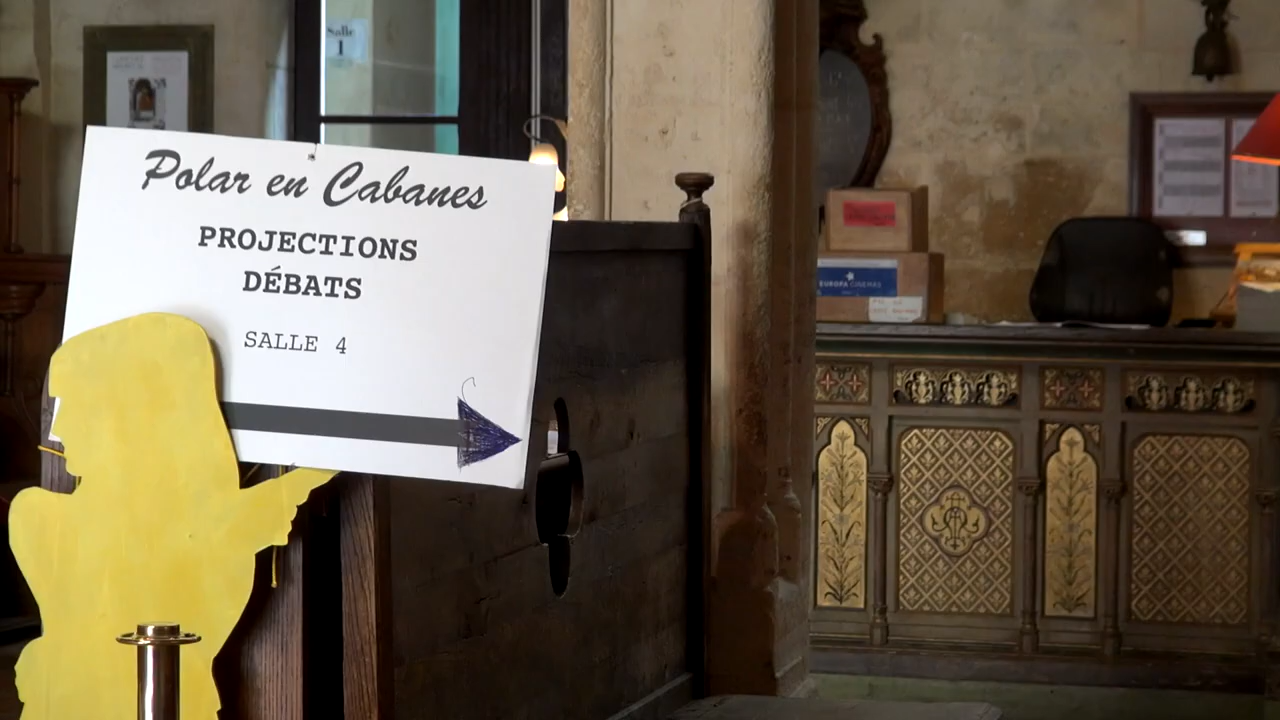 Salle
1
Polar en Cabanes
PROJECTIONS
DÉBATS
SALLE 4
EUROPA CINEMAS